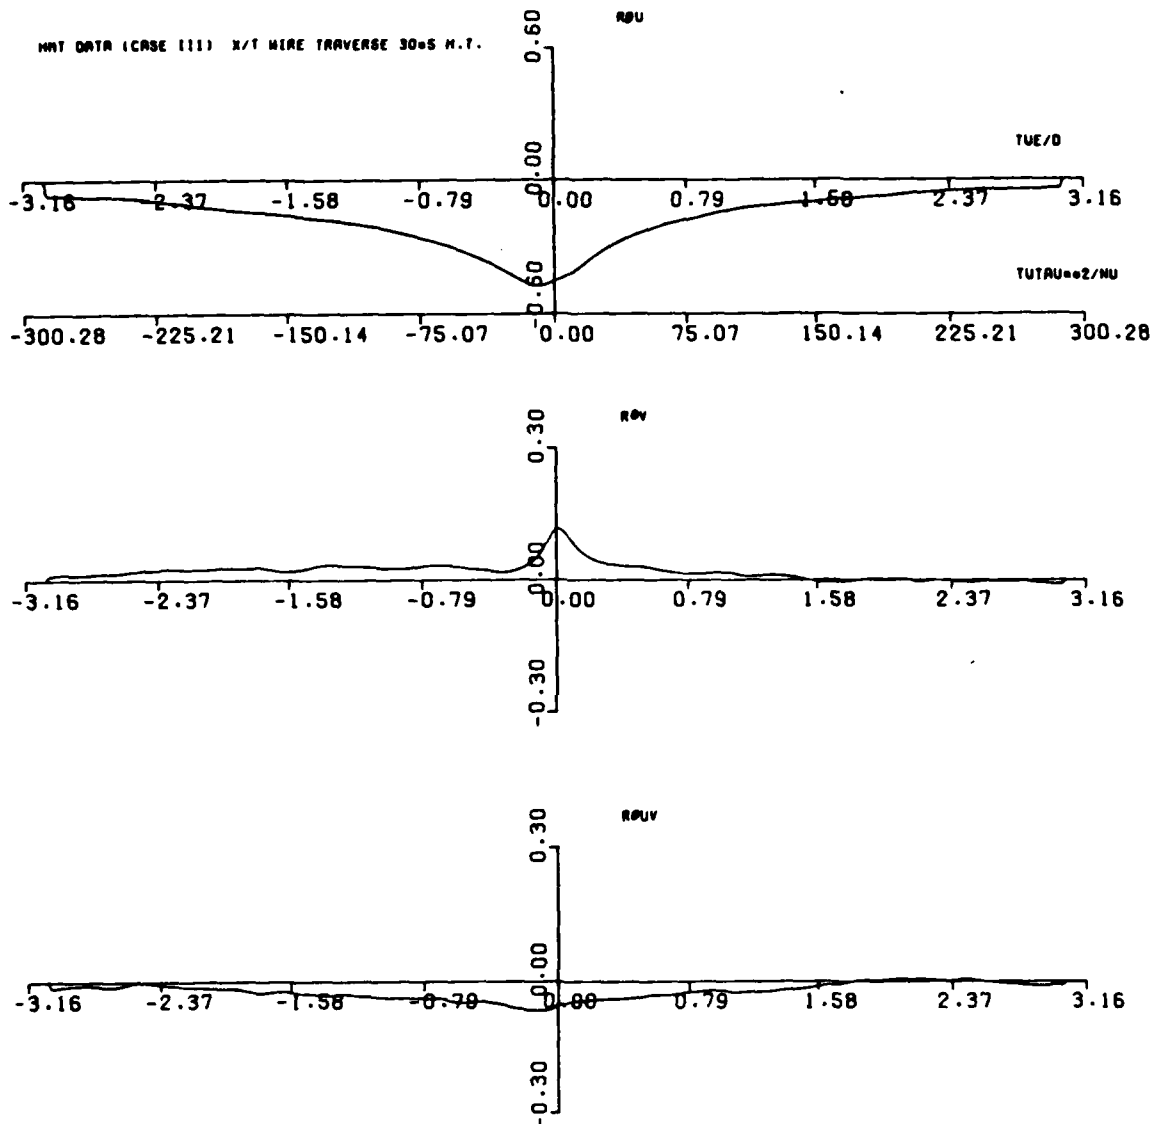 RØU
HWT DATA (CASE III) X/T WIRE TRAVERSE 30*5 H.T.
0.60
0.00
-0.60
TUE/D
-3.16 -2.37 -1.58 -0.79 0.00 0.79 1.58 2.37 3.16
TUTAU**2/NU
-300.28 -225.21 -150.14 -75.07 0.00 75.07 150.14 225.21 300.28
RØV
0.30
0.00
-0.30
-3.16 -2.37 -1.58 -0.79 0.00 0.79 1.58 2.37 3.16
RØUV
0.30
0.00
-0.30
-3.16 -2.37 -1.58 -0.79 0.00 0.79 1.58 2.37 3.16